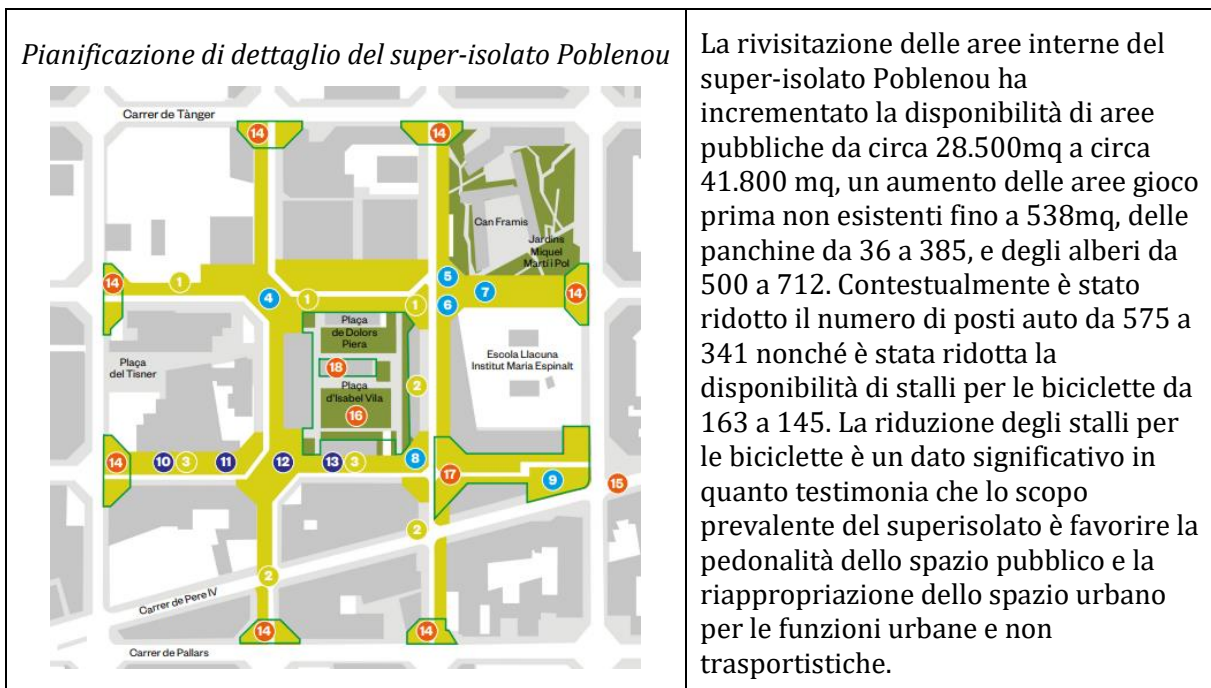 Pianificazione di dettaglio del super-isolato Poblenou
Carrer de Tànger
14
14
Can Framis
Jardins
Miquel
Martí i Pol
14
1
4
1
1
5
6
7
14
Plaça
de Dolors
Piera
Plaça
del Tisner
18
Escola Llacuna
Institut Maria Espinalt
2
Plaça
d'Isabel Vila
16
14
10
3
11
12
13
3
8
17
9
15
2
2
Carrer de Pere IV
14
14
Carrer de Pallars
La rivisitazione delle aree interne del
super-isolato Poblenou ha
incrementato la disponibilità di aree
pubbliche da circa 28.500mq a circa
41.800 mq, un aumento delle aree gioco
prima non esistenti fino a 538mq, delle
panchine da 36 a 385, e degli alberi da
500 a 712. Contestualmente è stato
ridotto il numero di posti auto da 575 a
341 nonché è stata ridotta la
disponibilità di stalli per le biciclette da
163 a 145. La riduzione degli stalli per
le biciclette è un dato significativo in
quanto testimonia che lo scopo
prevalente del superisolato è favorire la
pedonalità dello spazio pubblico e la
riappropriazione dello spazio urbano
per le funzioni urbane e non
trasportistiche.